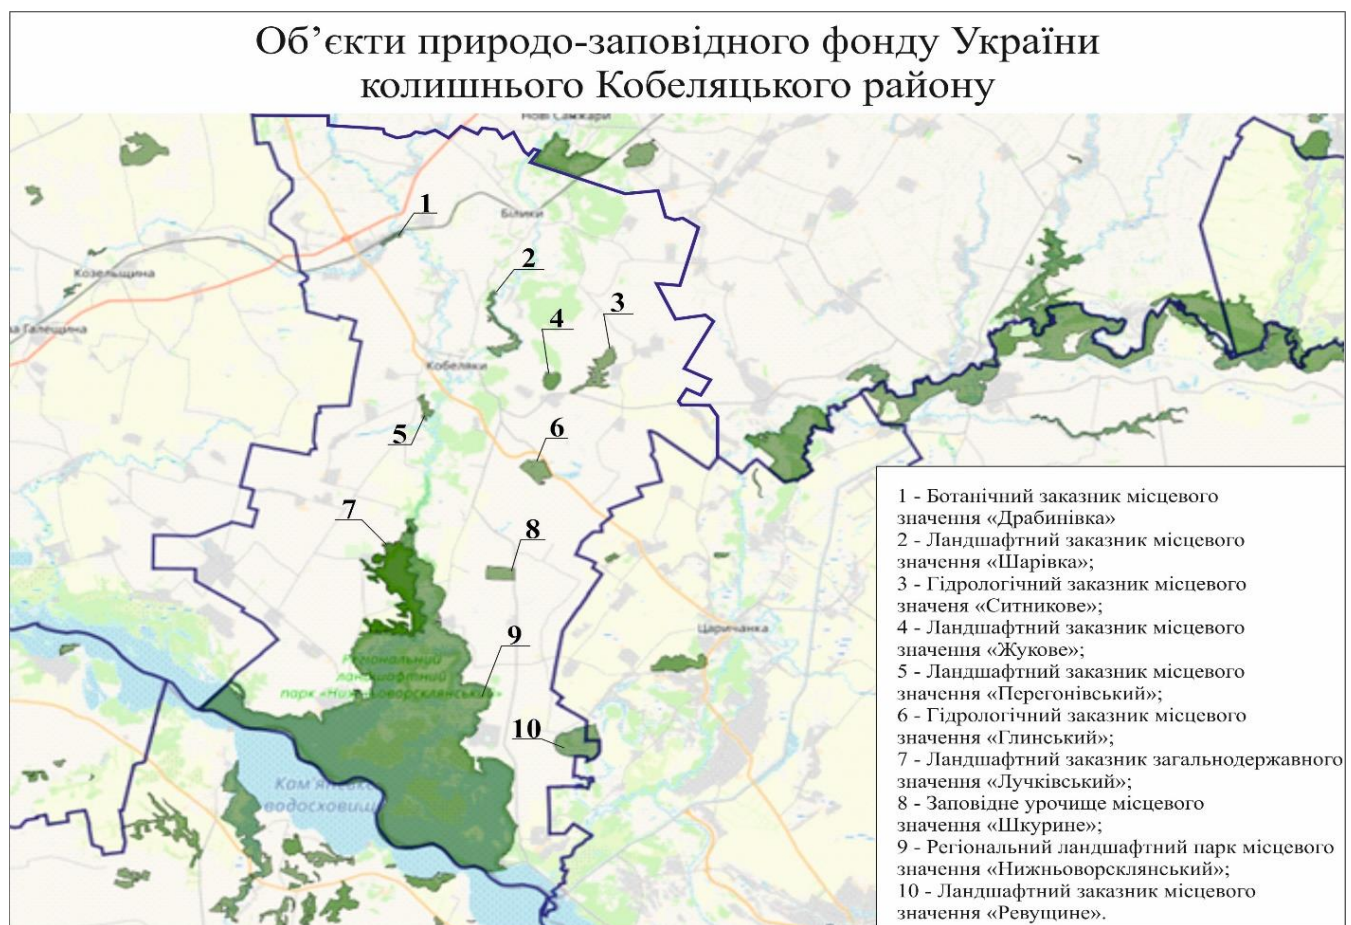 Об’єкти природо-заповідного фонду України
колишнього Кобеляцького району
Нові Санжари
1
Білики
2
Козельщина
3
4
а Галещина
Кобеляки
5
6
7
8
Царичанка
9
Регіональний
ландшафтний
парк «Нижньоворсклянський»
10
Кам'янське
водосховищ
1 - Ботанічний заказник місцевого
значення «Драбинівка»
2 - Ландшафтний заказник місцевого
значення «Шарівка»;
3 - Гідрологічний заказник місцевого
значеня «Ситникове»;
4 - Ландшафтний заказник місцевого
значення «Жукове»;
5 - Ландшафтний заказник місцевого
значення «Перегонівський»;
6 - Гідрологічний заказник місцевого
значення «Глинський»;
7 - Ландшафтний заказник загальнодержавного
значення «Лучківський»;
8 - Заповідне урочище місцевого
значення «Шкурине»;
9 - Регіональний ландшафтний парк місцевого
значення «Нижньоворсклянський»;
10 - Ландшафтний заказник місцевого
значення «Ревущине».